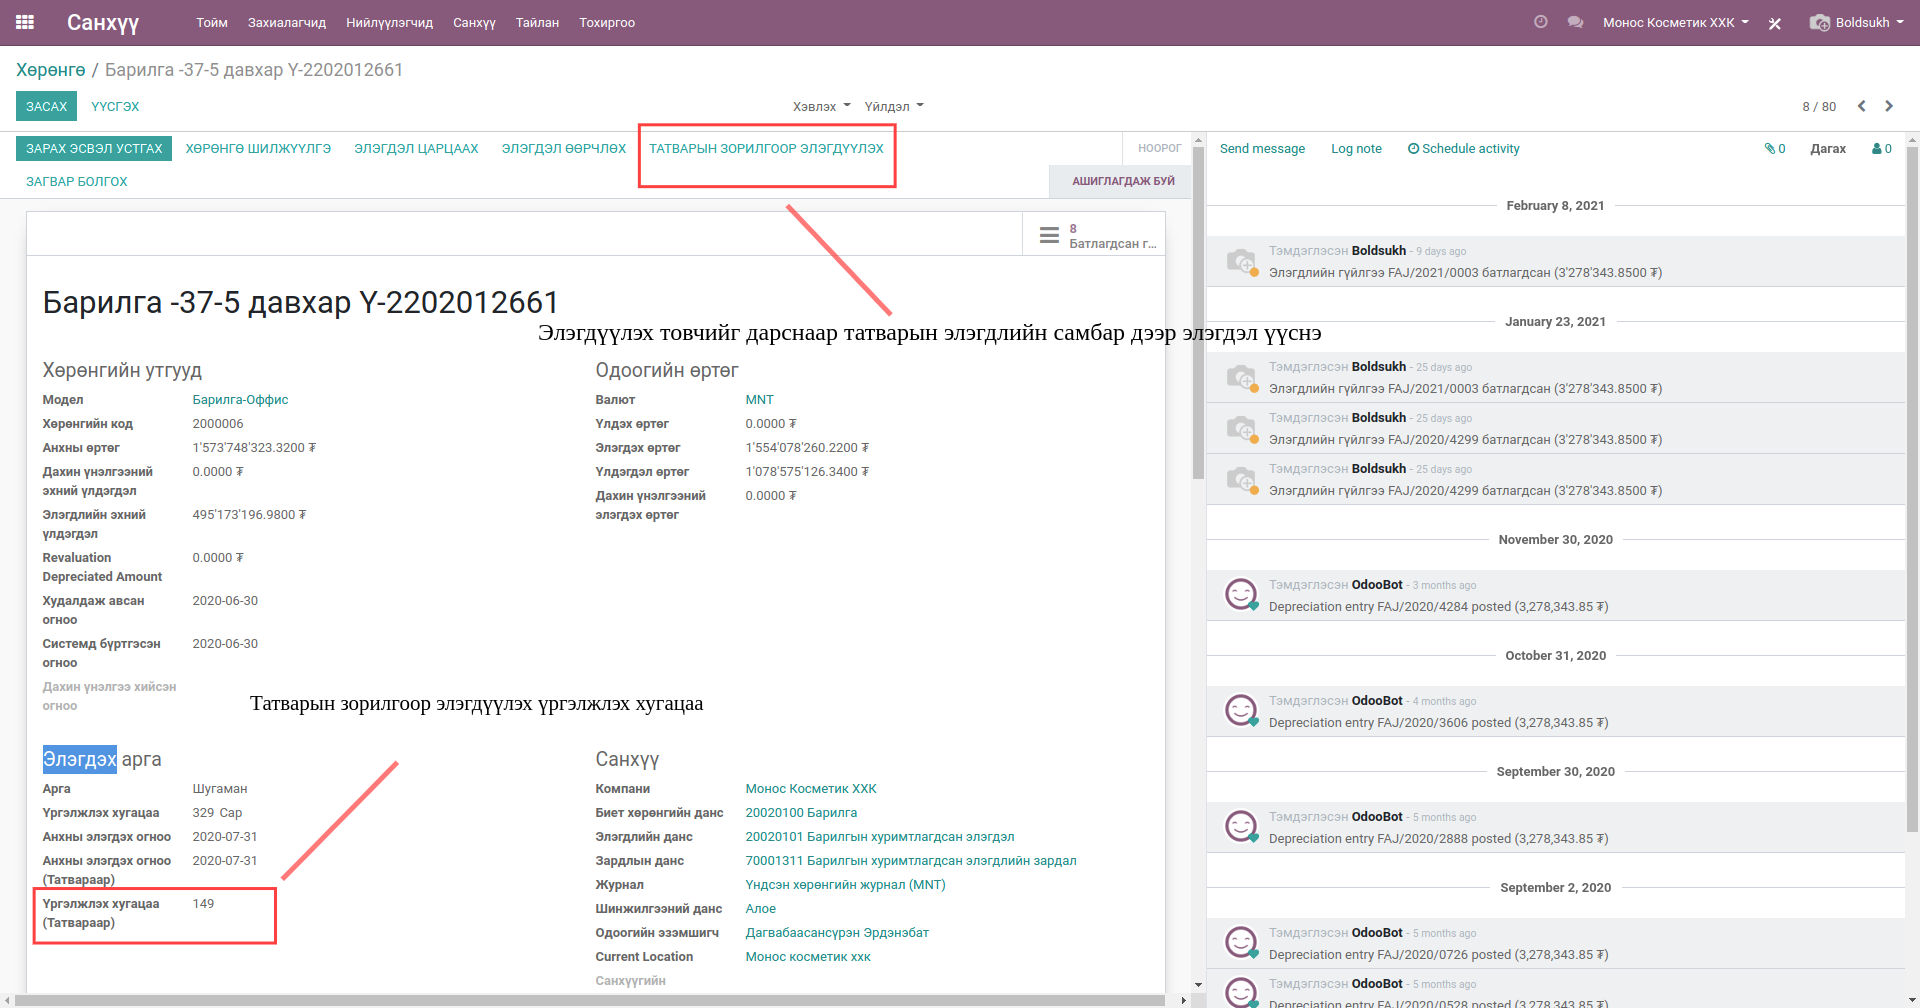 Санхүү
Тойм Захиалагчид Нийлүүлэгчид Санхүү Тайлан Тохиргоо
Монос Косметик ХХК Boldsukh
Хөрөнгө / Барилга -37-5 давхар Ү-2202012661
ЗАСАХ ҮҮСГЭХ
Хэвлэх Үйлдэл
8 / 80
ЗАРАХ ЭСВЭЛ УСТГАХ ХӨРӨНГӨ ШИЛЖҮҮЛГЭ ЭЛЭГДЭЛ ЦАРЦААХ ЭЛЭГДЭЛ ӨӨРЧЛӨХ ТАТВАРЫН ЗОРИЛГООР ЭЛЭГДҮҮЛЭХ
НООРОГ
ЗАГВАР БОЛГОХ
АШИГЛАГДАЖ БУЙ
8
Батлагдсан г...
Барилга -37-5 давхар Ү-2202012661
Элэгдүүлэх товчийг дарснаар татварын элэгдлийн самбар дээр элэгдэл үүснэ
Хөрөнгийн утгууд
Модел Барилга-Оффис
Хөрөнгийн код 2000006
Анхны өртөг 1'573'748'323.3200 ₮
Дахин үнэлгээний эхний үлдэгдэл 0.0000 ₮
Элэгдлийн эхний үлдэгдэл 495'173'196.9800 ₮
Revaluation Depreciated Amount 0.0000 ₮
Худалдаж авсан огноо 2020-06-30
Системд бүртгэсэн огноо 2020-06-30
Дахин үнэлгээ хийсэн огноо
Одоогийн өртөг
Валют MNT
Үлдэх өртөг 0.0000 ₮
Элэгдэх өртөг 1'554'078'260.2200 ₮
Үлдэгдэл өртөг 1'078'575'126.3400 ₮
Дахин үнэлгээний элэгдэх өртөг 0.0000 ₮
Татварын зорилгоор элэгдүүлэх үргэлжлэх хугацаа
Элэгдэх арга
Арга Шугаман
Үргэлжлэх хугацаа 329 Сар
Анхны элэгдэх огноо 2020-07-31
Анхны элэгдэх огноо (Татвараар) 2020-07-31
Үргэлжлэх хугацаа (Татвараар) 149
Санхүү
Компани Монос Косметик ХХК
Биет хөрөнгийн данс 20020100 Барилга
Элэгдлийн данс 20020101 Барилгын хуримтлагдсан элэгдэл
Зардлын данс 70001311 Барилгын хуримтлагдсан элэгдлийн зардал
Журнал Үндсэн хөрөнгийн журнал (MNT)
Шинжилгээний данс Алое
Одоогийн эзэмшигч Дагвабаасансүрэн Эрдэнэбат
Current Location Монос косметик ххк
Санхүүгийн
Send message Log note Schedule activity 0 Дагах 0
February 8, 2021
Тэмдэглэсэн Boldsukh - 9 days ago
Элэгдлийн гүйлгээ FAJ/2021/0003 батлагдсан (3'278'343.8500 ₮)
January 23, 2021
Тэмдэглэсэн Boldsukh - 25 days ago
Элэгдлийн гүйлгээ FAJ/2021/0003 батлагдсан (3'278'343.8500 ₮)
Тэмдэглэсэн Boldsukh - 25 days ago
Элэгдлийн гүйлгээ FAJ/2020/4299 батлагдсан (3'278'343.8500 ₮)
Тэмдэглэсэн Boldsukh - 25 days ago
Элэгдлийн гүйлгээ FAJ/2020/4299 батлагдсан (3'278'343.8500 ₮)
November 30, 2020
Тэмдэглэсэн OdooBot - 3 months ago
Depreciation entry FAJ/2020/4284 posted (3,278,343.85 ₮)
October 31, 2020
Тэмдэглэсэн OdooBot - 4 months ago
Depreciation entry FAJ/2020/3606 posted (3,278,343.85 ₮)
September 30, 2020
Тэмдэглэсэн OdooBot - 5 months ago
Depreciation entry FAJ/2020/2888 posted (3,278,343.85 ₮)
September 2, 2020
Тэмдэглэсэн OdooBot - 5 months ago
Depreciation entry FAJ/2020/0726 posted (3,278,343.85 ₮)
Тэмдэглэсэн OdooBot - 5 months ago
Depreciation entry FAJ/2020/0528 posted (3,278,343.85 ₮)